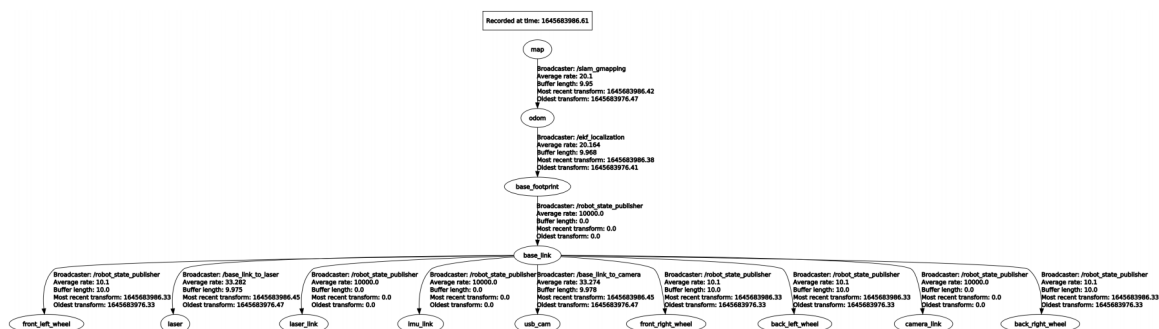 Recorded at time: 1645683986.61
map
Broadcaster: /slam_gmapping
Average rate: 20.1
Buffer length: 9.95
Most recent transform: 1645683986.42
Oldest transform: 1645683976.47
odom
Broadcaster: /ekf_localization
Average rate: 20.164
Buffer length: 9.968
Most recent transform: 1645683986.38
Oldest transform: 1645683976.41
base_footprint
Broadcaster: /robot_state_publisher
Average rate: 10000.0
Buffer length: 0.0
Most recent transform: 0.0
Oldest transform: 0.0
base_link
Broadcaster: /robot_state_publisher
Average rate: 10.1
Buffer length: 10.0
Most recent transform: 1645683986.33
Oldest transform: 1645683976.33
front_left_wheel
Broadcaster: /base_link_to_laser
Average rate: 33.282
Buffer length: 9.975
Most recent transform: 1645683986.45
Oldest transform: 1645683976.47
laser
Broadcaster: /robot_state_publisher
Average rate: 10000.0
Buffer length: 0.0
Most recent transform: 0.0
Oldest transform: 0.0
laser_link
Broadcaster: /robot_state_publisher
Average rate: 10000.0
Buffer length: 0.0
Most recent transform: 0.0
Oldest transform: 0.0
imu_link
Broadcaster: /base_link_to_camera
Average rate: 33.274
Buffer length: 9.978
Most recent transform: 1645683986.45
Oldest transform: 1645683976.47
usb_cam
Broadcaster: /robot_state_publisher
Average rate: 10.1
Buffer length: 10.0
Most recent transform: 1645683986.33
Oldest transform: 1645683976.33
front_right_wheel
Broadcaster: /robot_state_publisher
Average rate: 10.1
Buffer length: 10.0
Most recent transform: 1645683986.33
Oldest transform: 1645683976.33
back_left_wheel
Broadcaster: /robot_state_publisher
Average rate: 10000.0
Buffer length: 0.0
Most recent transform: 0.0
Oldest transform: 0.0
camera_link
Broadcaster: /robot_state_publisher
Average rate: 10.1
Buffer length: 10.0
Most recent transform: 1645683986.33
Oldest transform: 1645683976.33
back_right_wheel